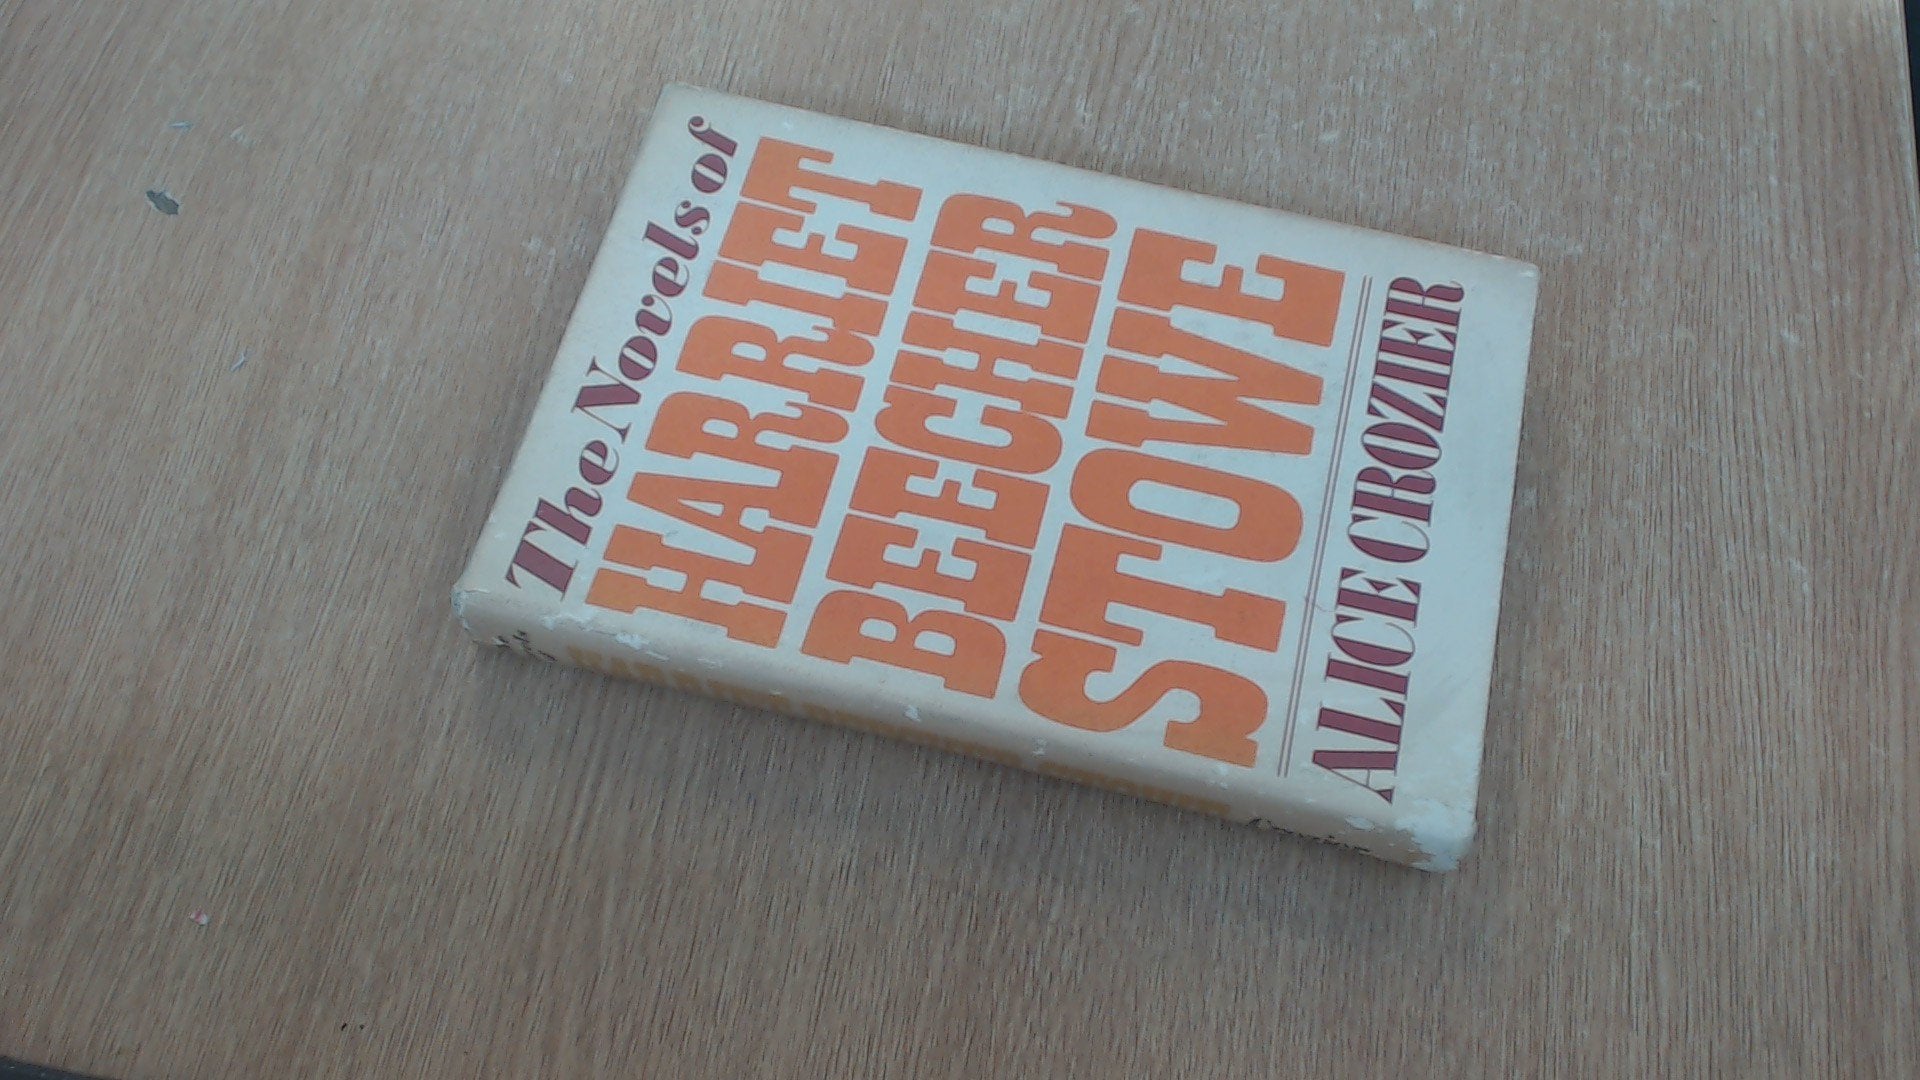 The Novels of
HARRIET
BEECHER
STOWE
ALICE CROZIER